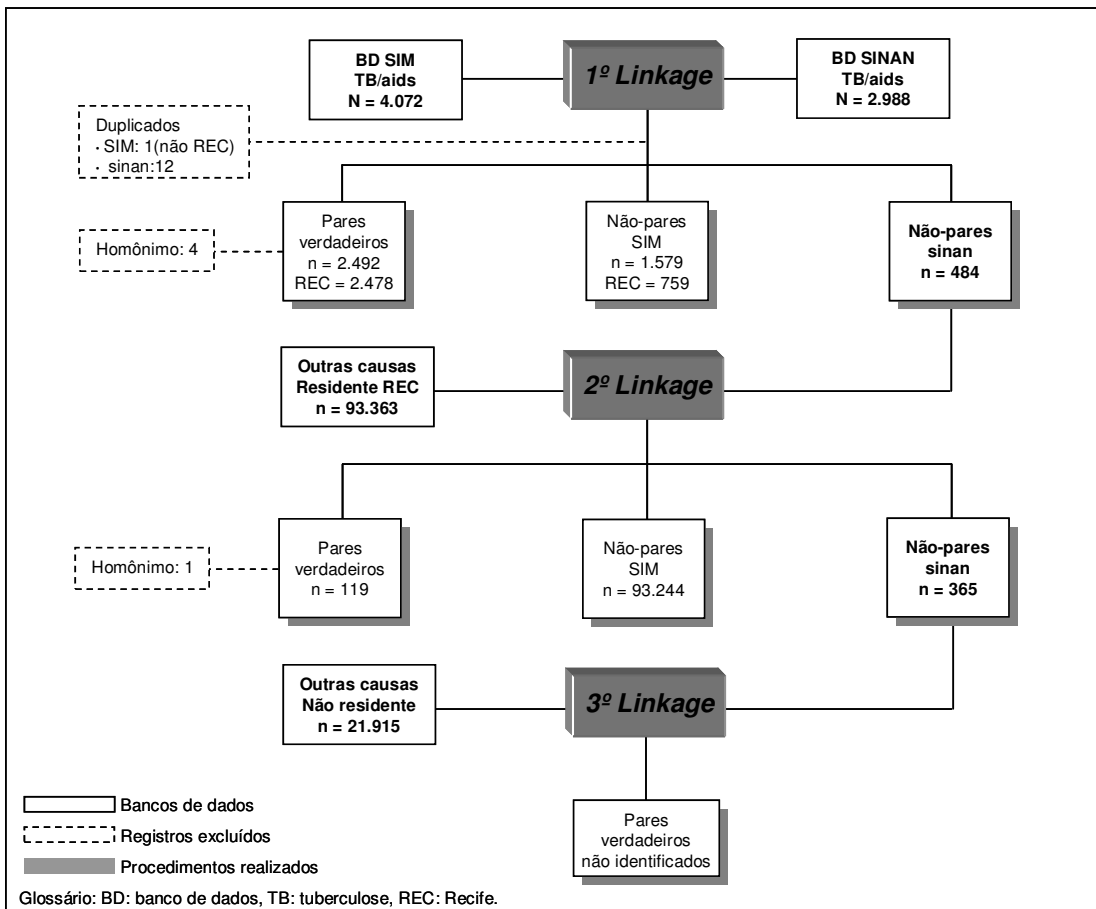 BD SIM
TB/aids
N = 4.072
1º Linkage
BD SINAN
TB/aids
N = 2.988
Duplicados
· SIM: 1(não REC)
· sinan:12
Homônimo: 4
Pares
verdadeiros
n = 2.492
REC = 2.478
Não-pares
SIM
n = 1.579
REC = 759
Não-pares
sinan
n = 484
Outras causas
Residente REC
n = 93.363
2º Linkage
Homônimo: 1
Pares
verdadeiros
n = 119
Não-pares
SIM
n = 93.244
Não-pares
sinan
n = 365
Outras causas
Não residente
n = 21.915
3º Linkage
Pares
verdadeiros
não identificados
Bancos de dados
Registros excluídos
Procedimentos realizados
Glossário: BD: banco de dados, TB: tuberculose, REC: Recife.